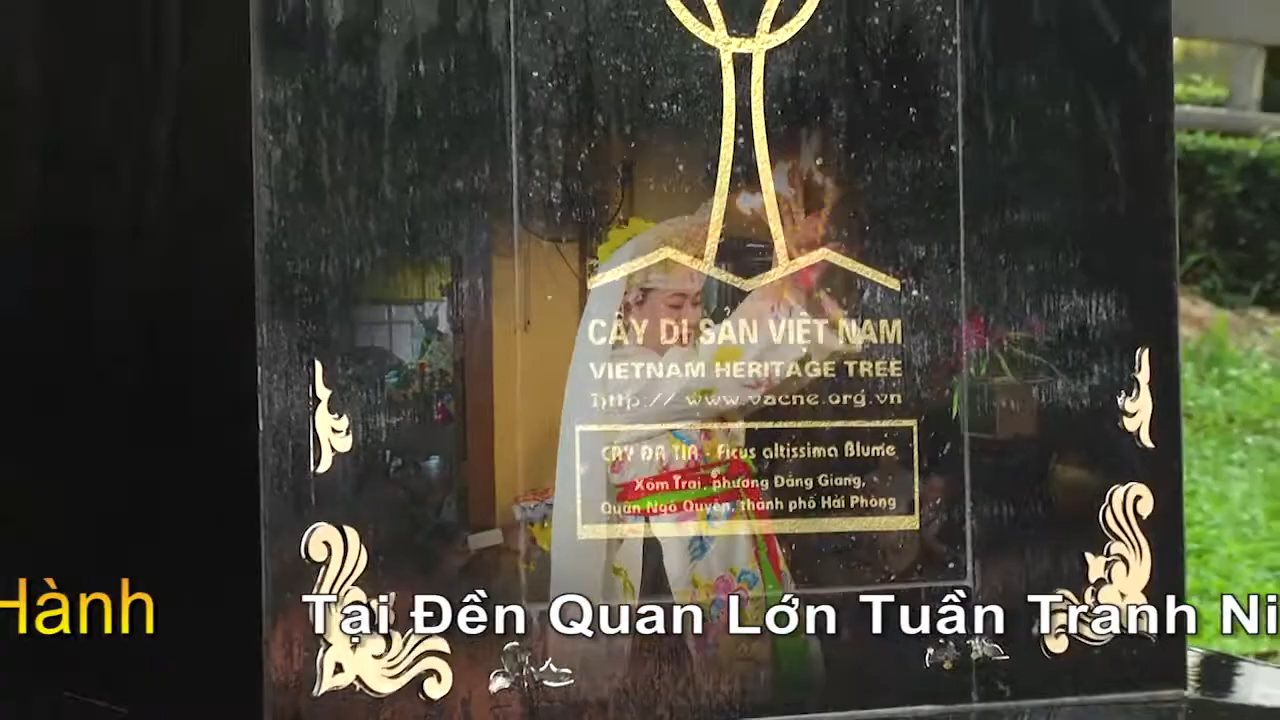 CÂY DI SẢN VIỆT NAM
VIETNAM HERITAGE TREE
http:// www.vacne.org.vn
CÂY ĐA TÍA - Ficus altissima Blume
Xóm Trại, phường Đằng Giang,
Quận Ngô Quyền, thành phố Hải Phòng
Hành
Tại Đền Quan Lớn Tuần Tranh Ni